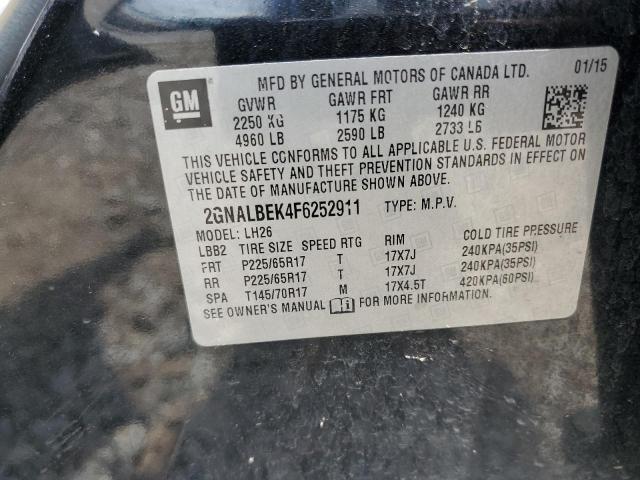 MFD BY GENERAL MOTORS OF CANADA LTD. 01/15
GM
GVWR GAWR FRT GAWR RR
2250 KG 1175 KG 1240 KG
4960 LB 2590 LB 2733 LB
THIS VEHICLE CONFORMS TO ALL APPLICABLE U.S. FEDERAL MOTOR
VEHICLE SAFETY AND THEFT PREVENTION STANDARDS IN EFFECT ON
THE DATE OF MANUFACTURE SHOWN ABOVE.
2GNALBEK4F6252911 TYPE: M.P.V.
MODEL: LH26
LBB2 TIRE SIZE SPEED RTG RIM COLD TIRE PRESSURE
FRT P225/65R17 T 17X7J 240KPA(35PSI)
RR P225/65R17 T 17X7J 240KPA(35PSI)
SPA T145/70R17 M 17X4.5T 420KPA(60PSI)
SEE OWNER'S MANUAL FOR MORE INFORMATION.